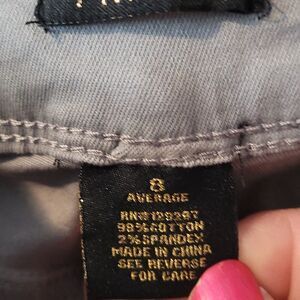 8
AVERAGE
RN#129297
98%COTTON
2%SPANDEX
MADE IN CHINA
SEE REVERSE
FOR CARE